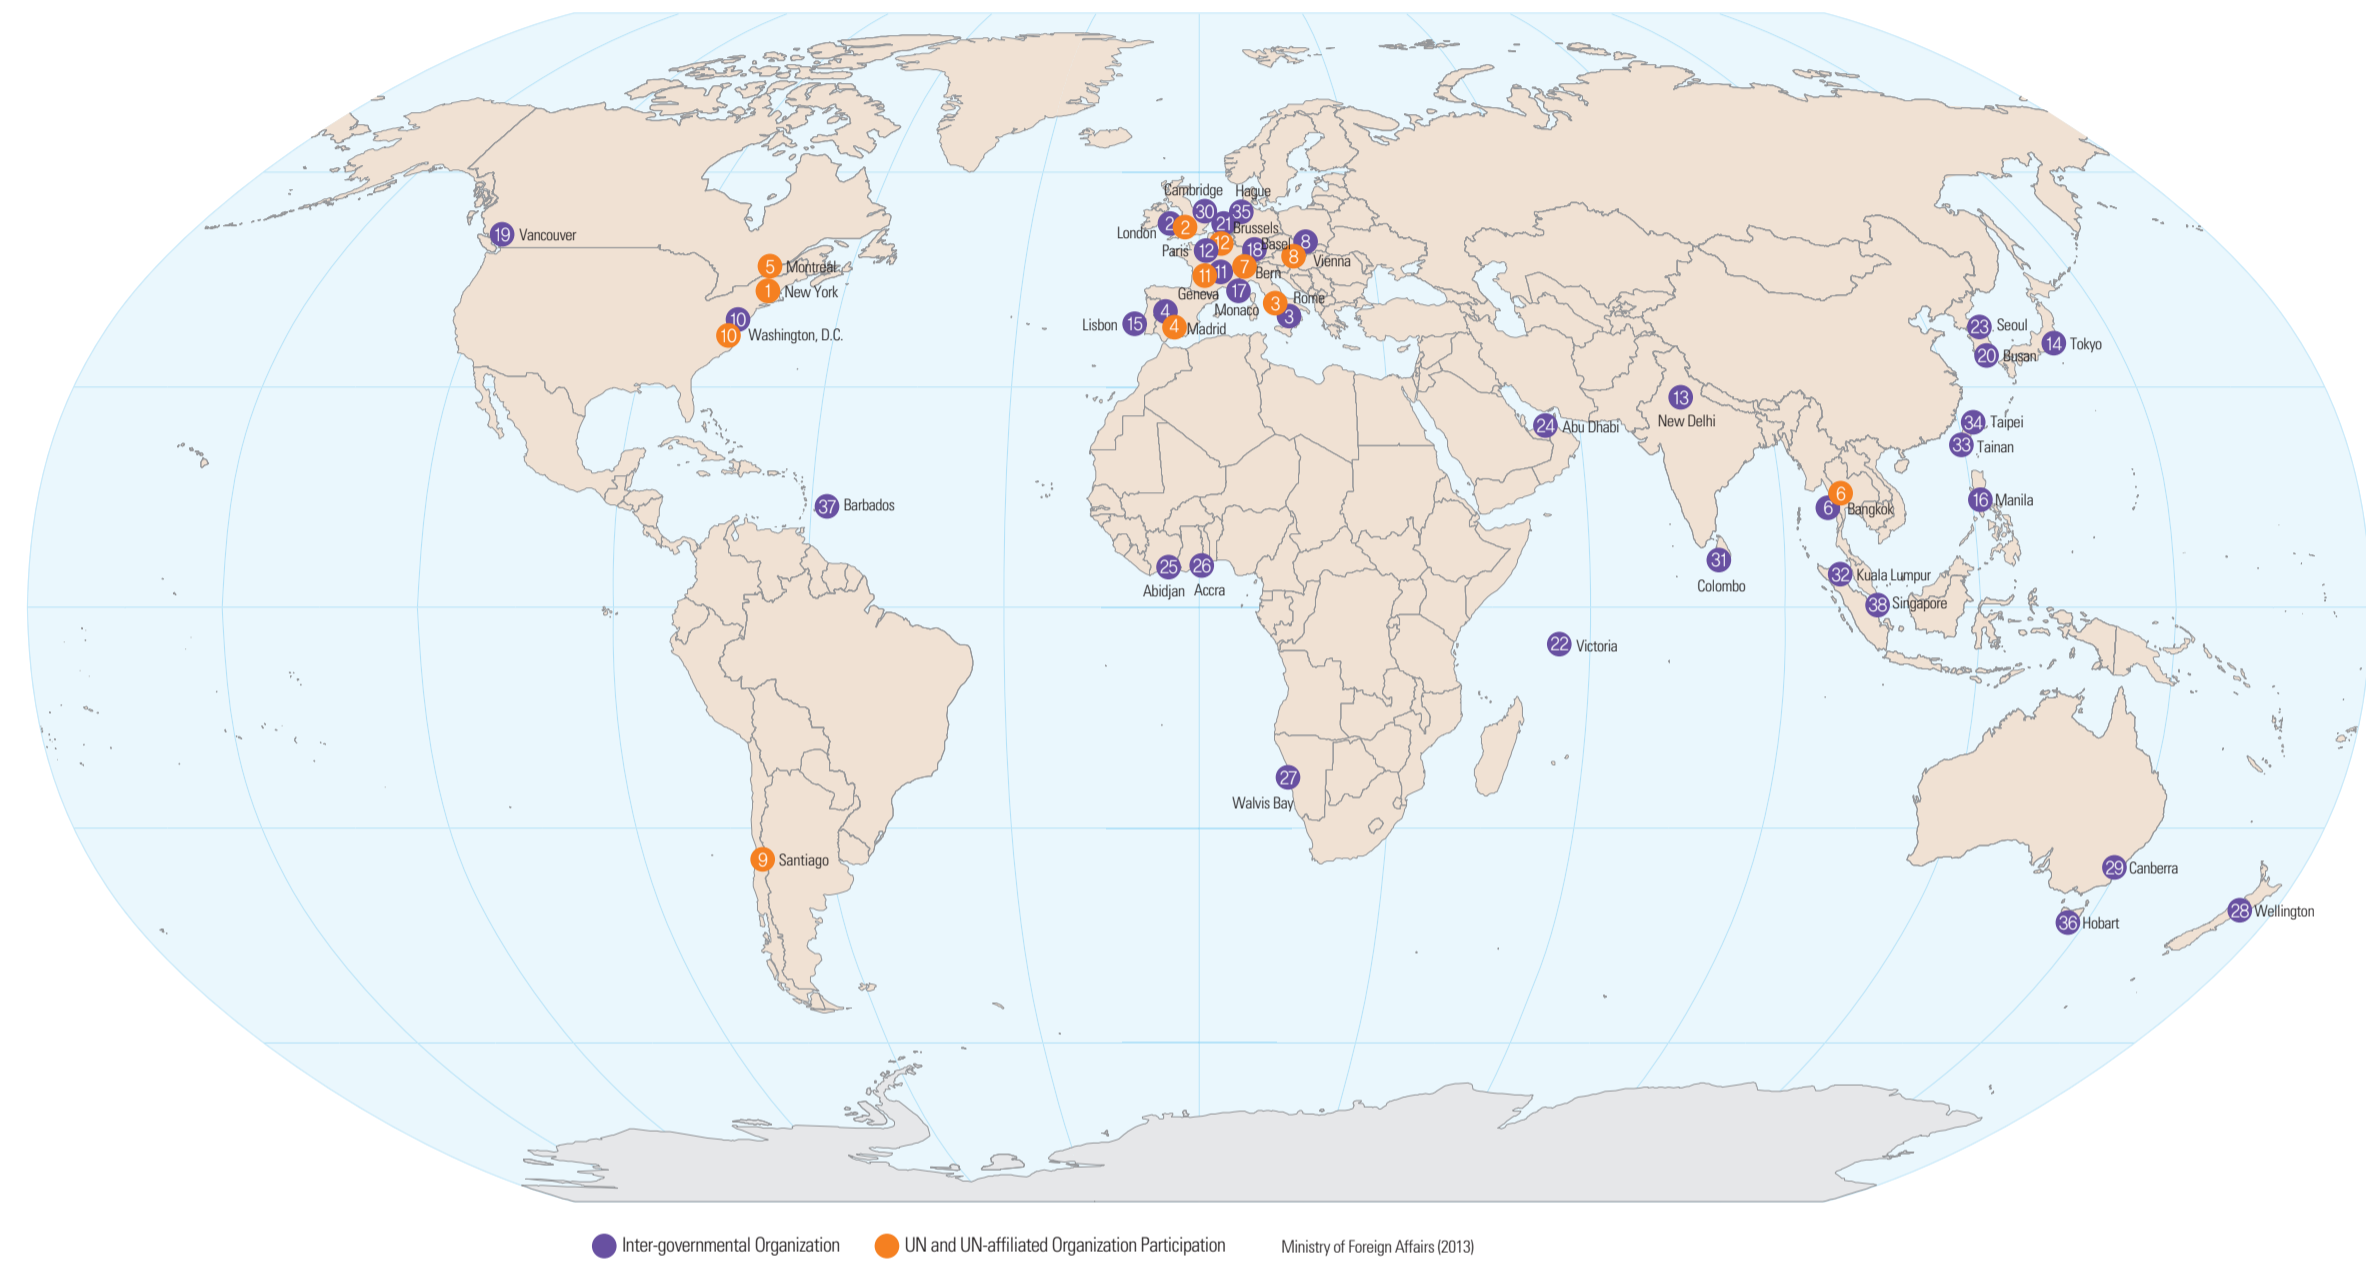 Cambridge
Hague
30
35
2
2
21
London
Brussels
19
Vancouver
12
8
Paris
12
18
Basel
8
Vienna
5
Montreal
11
11
7
Bern
1
New York
Geneva
17
3
Rome
10
4
Monaco
3
Lisbon
15
4
Madrid
10
Washington, D.C.
23
Seoul
14
Tokyo
20
Busan
13
New Delhi
24
Abu Dhabi
34
Taipei
33
Tainan
6
6
Bangkok
16
Manila
37
Barbados
25
26
Abidjan
Accra
31
Colombo
32
Kuala Lumpur
38
Singapore
22
Victoria
27
Walvis Bay
9
Santiago
29
Canberra
36
Hobart
28
Wellington
Inter-governmental Organization
UN and UN-affiliated Organization Participation
Ministry of Foreign Affairs (2013)